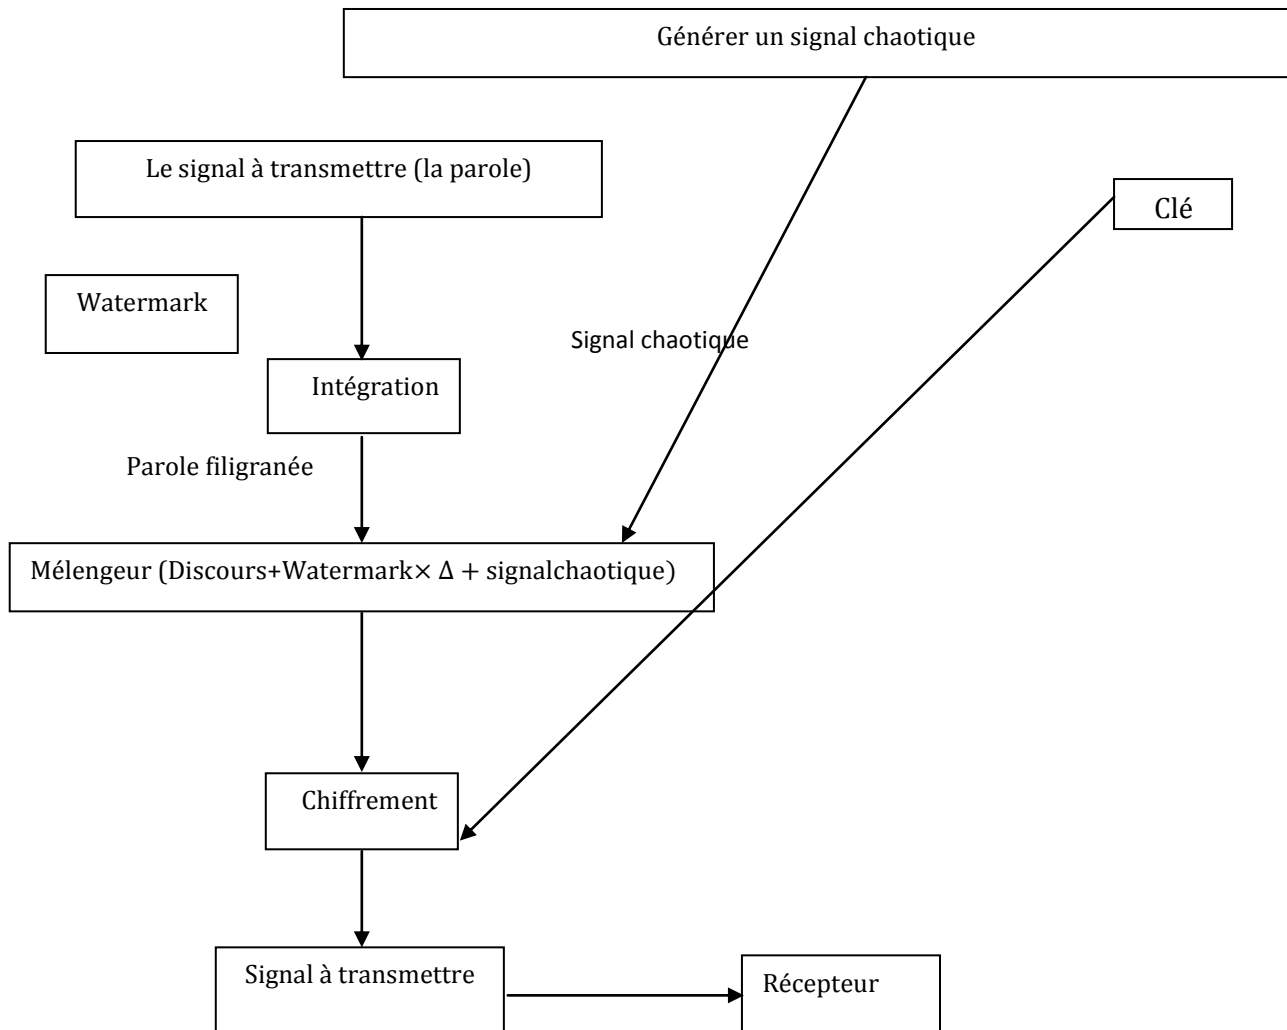 Générer un signal chaotique
Le signal à transmettre (la parole)
Clé
Watermark
Signal chaotique
Intégration
Parole filigranée
Mélengeur (Discours+Watermark× Δ + signalchaotique)
Chiffrement
Signal à transmettre
Récepteur